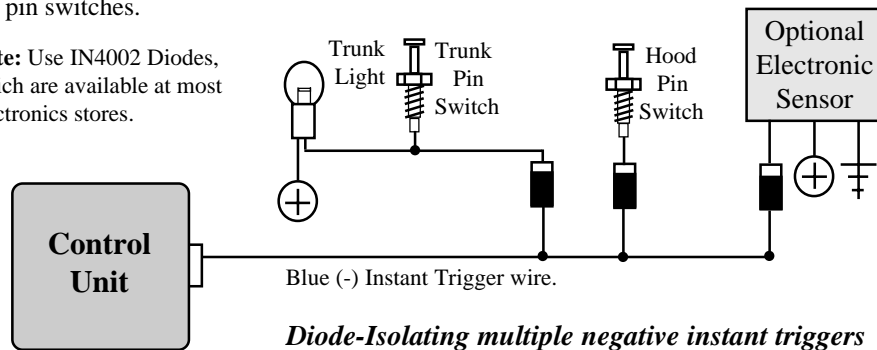 pin switches.
te: Use IN4002 Diodes,
ich are available at most
ctronics stores.
Trunk
Light
Trunk
Pin
Switch
Hood
Pin
Switch
Optional
Electronic
Sensor
Control
Unit
Blue (-) Instant Trigger wire.
Diode-Isolating multiple negative instant triggers